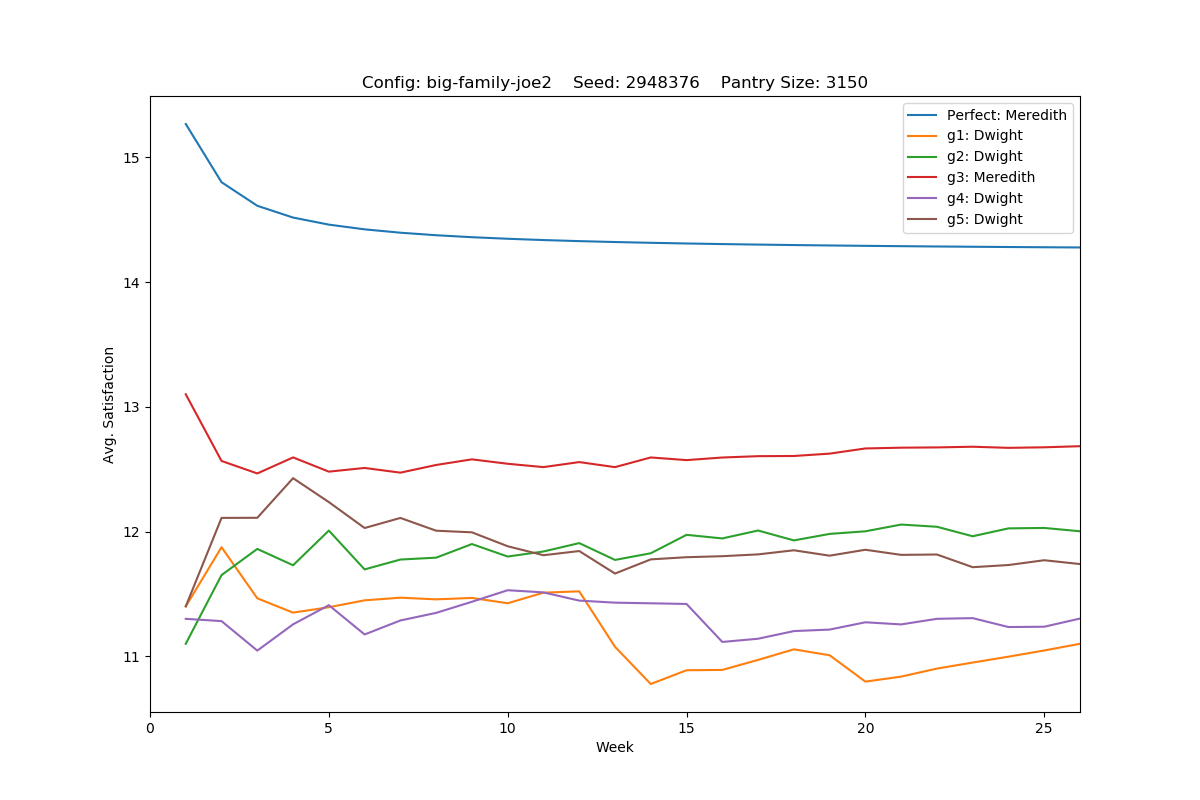 Config: big-family-joe2    Seed: 2948376    Pantry Size: 3150
Perfect: Meredith
g1: Dwight
g2: Dwight
g3: Meredith
g4: Dwight
g5: Dwight
Avg. Satisfaction
15
14
13
12
11
0 5 10 15 20 25
Week